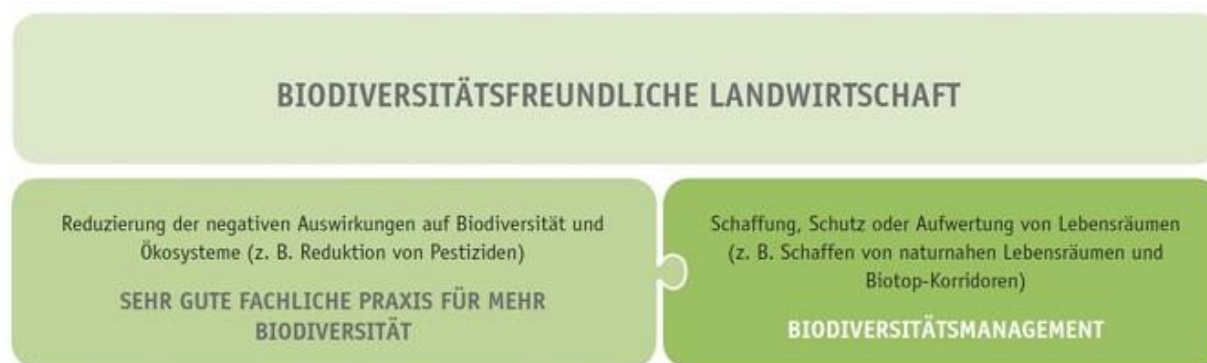 BIODIVERSITÄTSFREUNDLICHE LANDWIRTSCHAFT
Reduzierung der negativen Auswirkungen auf Biodiversität und
Ökosysteme (z. B. Reduktion von Pestiziden)
SEHR GUTE FACHLICHE PRAXIS FÜR MEHR
BIODIVERSITÄT
Schaffung, Schutz oder Aufwertung von Lebensräumen
(z. B. Schaffen von naturnahen Lebensräumen und
Biotop-Korridoren)
BIODIVERSITÄTSMANAGEMENT